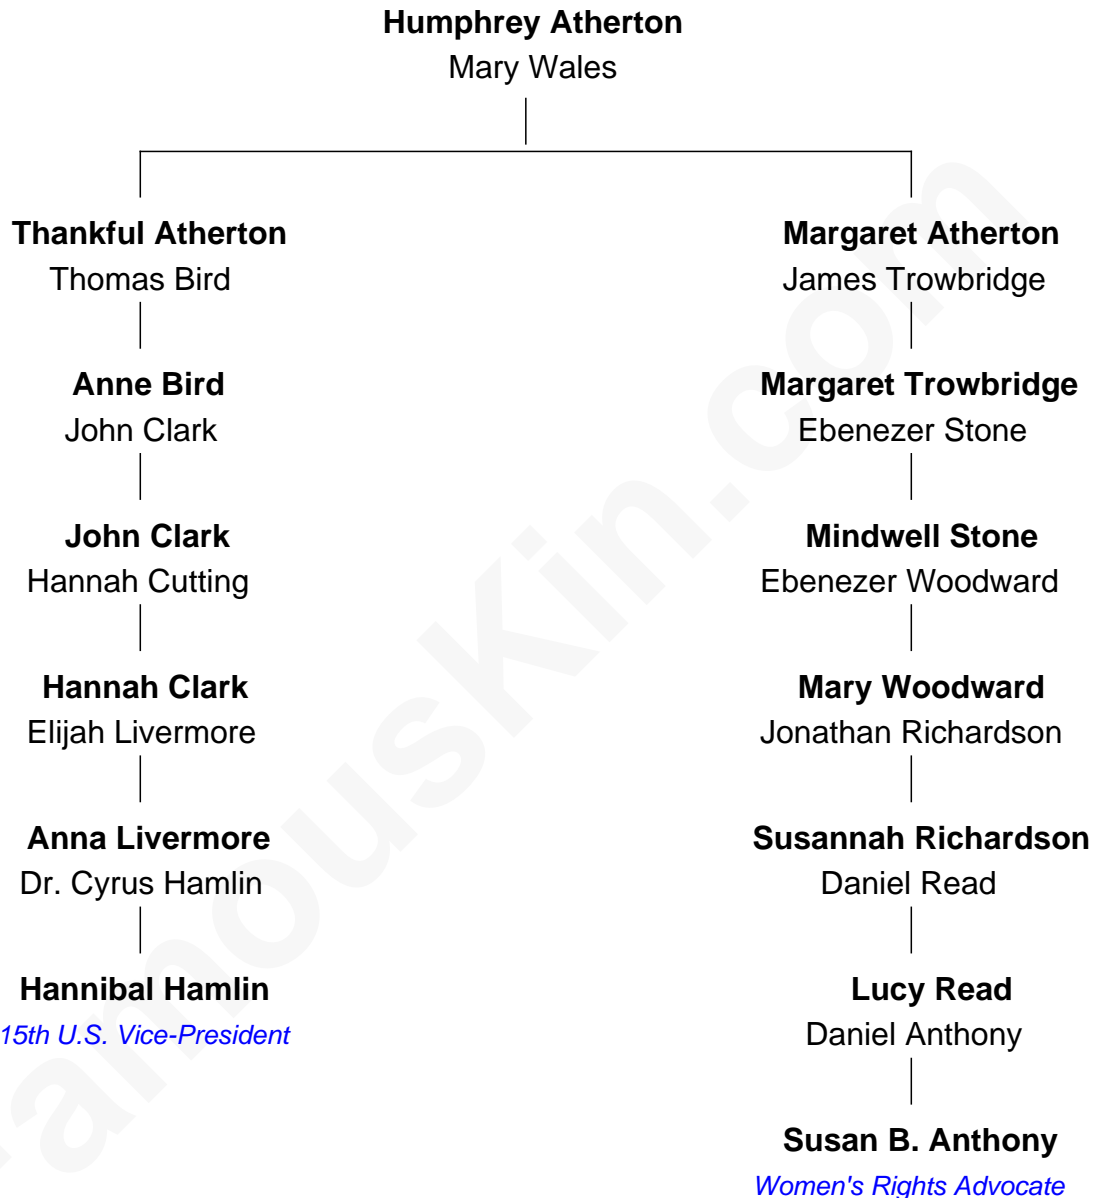 Humphrey Atherton
Mary Wales
Thankful Atherton
Thomas Bird
Margaret Atherton
James Trowbridge
Anne Bird
John Clark
Margaret Trowbridge
Ebenezer Stone
John Clark
Hannah Cutting
Mindwell Stone
Ebenezer Woodward
Hannah Clark
Elijah Livermore
Mary Woodward
Jonathan Richardson
Anna Livermore
Dr. Cyrus Hamlin
Susannah Richardson
Daniel Read
Hannibal Hamlin
15th U.S. Vice-President
Lucy Read
Daniel Anthony
Susan B. Anthony
Women's Rights Advocate
FamousKin.com